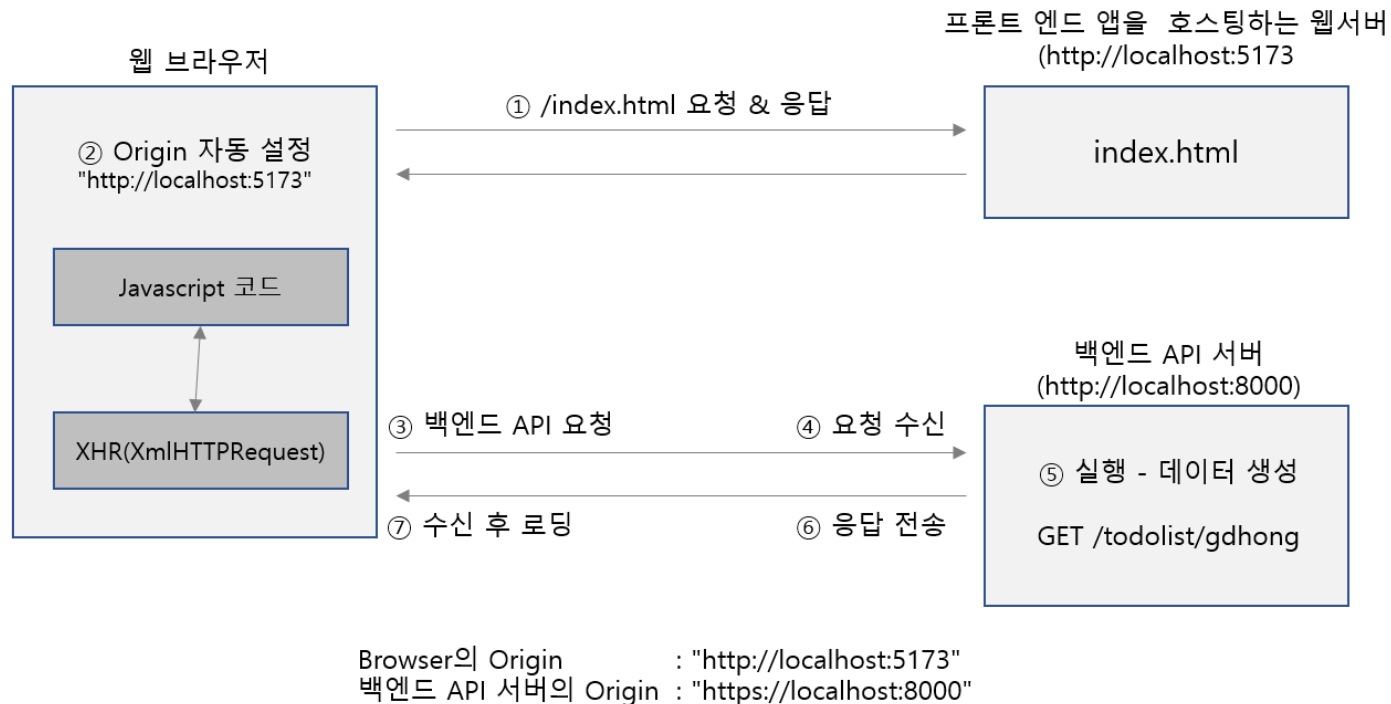 프론트 엔드 앱을 호스팅하는 웹서버
(http://localhost:5173
웹 브라우저
① /index.html 요청 & 응답
② Origin 자동 설정
"http://localhost:5173"
index.html
Javascript 코드
백엔드 API 서버
(http://localhost:8000)
XHR(XmlHTTPRequest)
③ 백엔드 API 요청
④ 요청 수신
⑤ 실행 - 데이터 생성
GET /todolist/gdhong
⑦ 수신 후 로딩
⑥ 응답 전송
Browser의 Origin : "http://localhost:5173"
백엔드 API 서버의 Origin : "https://localhost:8000"